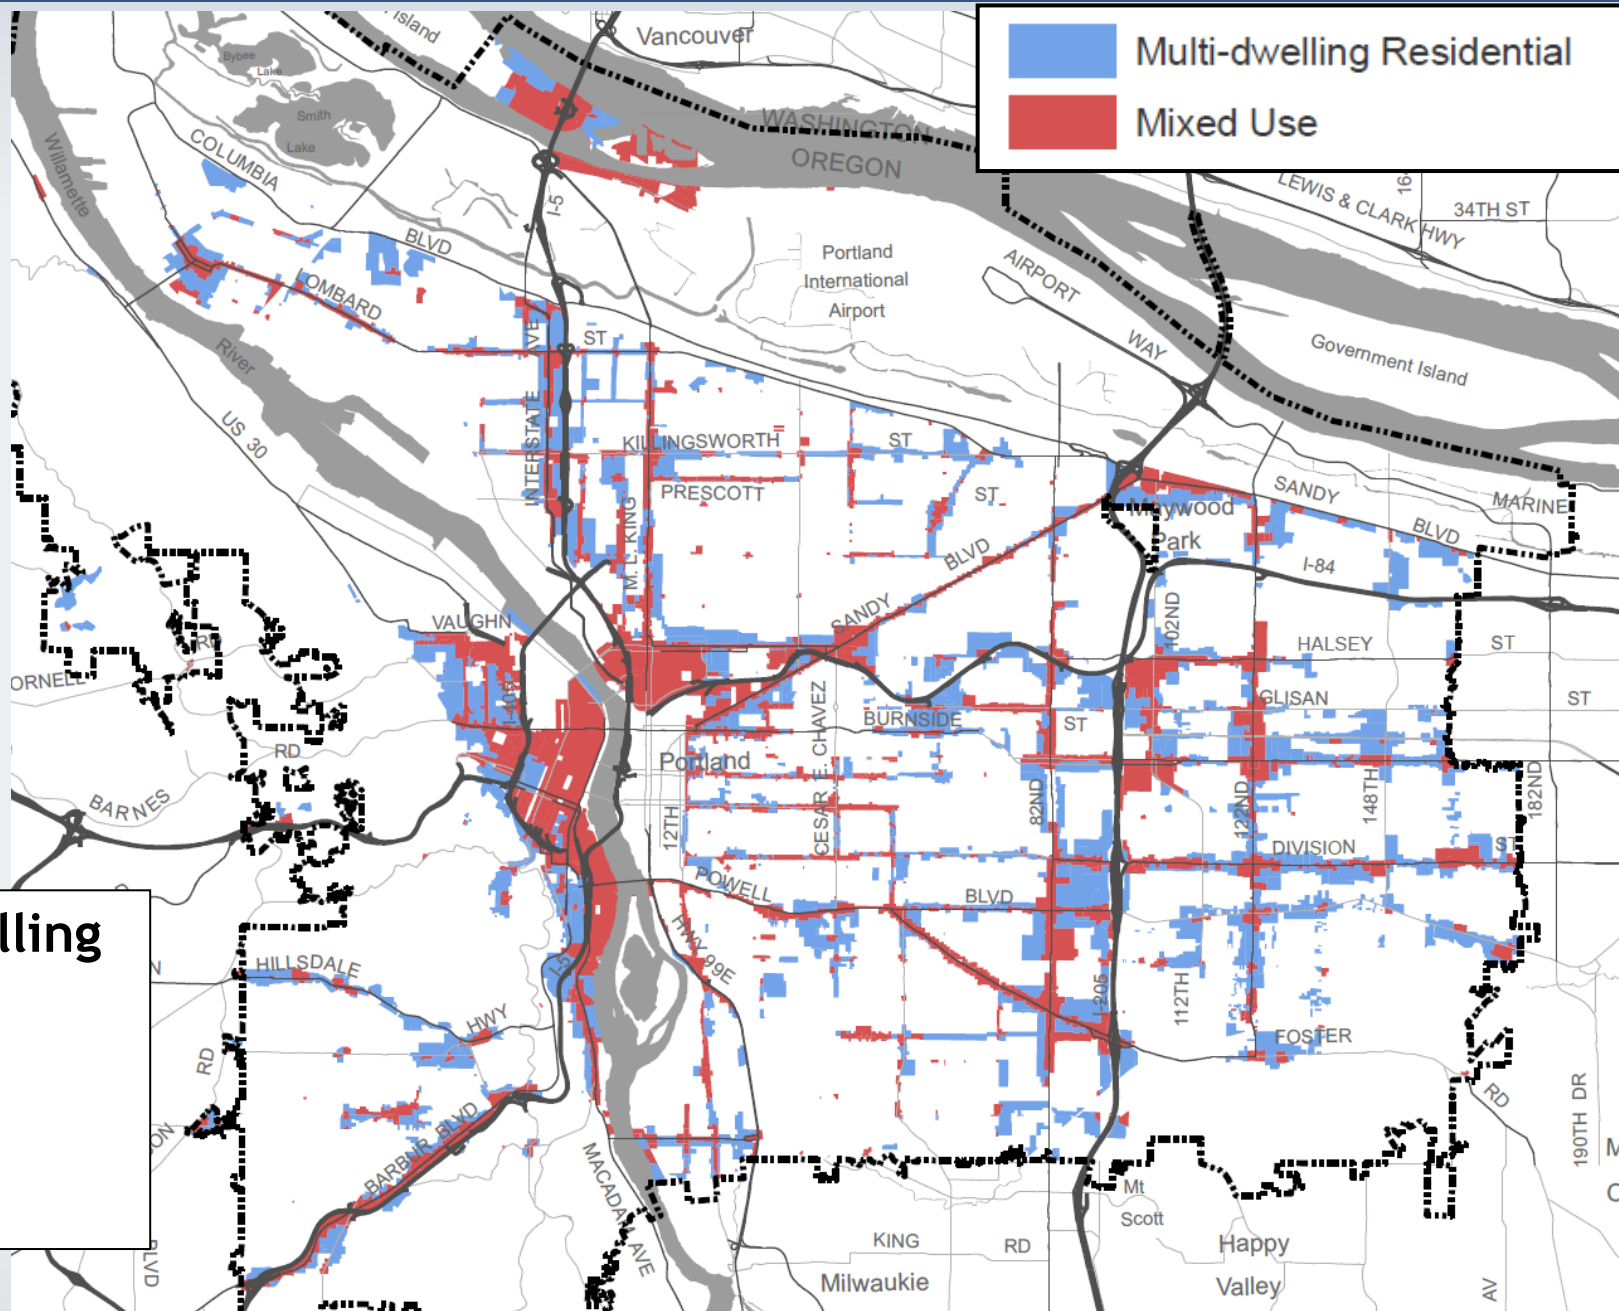 Island
Vancouver
Multi-dwelling Residential
Mixed Use
Bybee
Lake
Smith
Lake
Willamette
COLUMBIA
BLVD
WASHINGTON
OREGON
I-5
LEWIS & CLARK HWY
34TH ST
Portland
International
Airport
AIRPORT
WAY
Government Island
LOMBARD
ST
AVE
INTERSTATE
River
US 30
KILLINGSWORTH
ST
PRESCOTT
ST
M. L. KING
BLVD
SANDY
Maywood
Park
SANDY
BLVD
MARINE
I-84
VAUGHN
RD
ORNELL
RD
BARNES
I-405
102ND
HALSEY
ST
GLISAN
ST
BURNSIDE
ST
Portland
12TH
CESAR E. CHAVEZ
82ND
122ND
148TH
182ND
DIVISION
ST
POWELL
BLVD
lling
HILLSDALE
HWY
I-5
HWY 99E
I-205
112TH
FOSTER
RD
RD
190TH DR
BARBUR BLVD
MACADAM AVE
BLVD
Mt
Scott
KING
RD
Milwaukie
Happy
Valley
AV